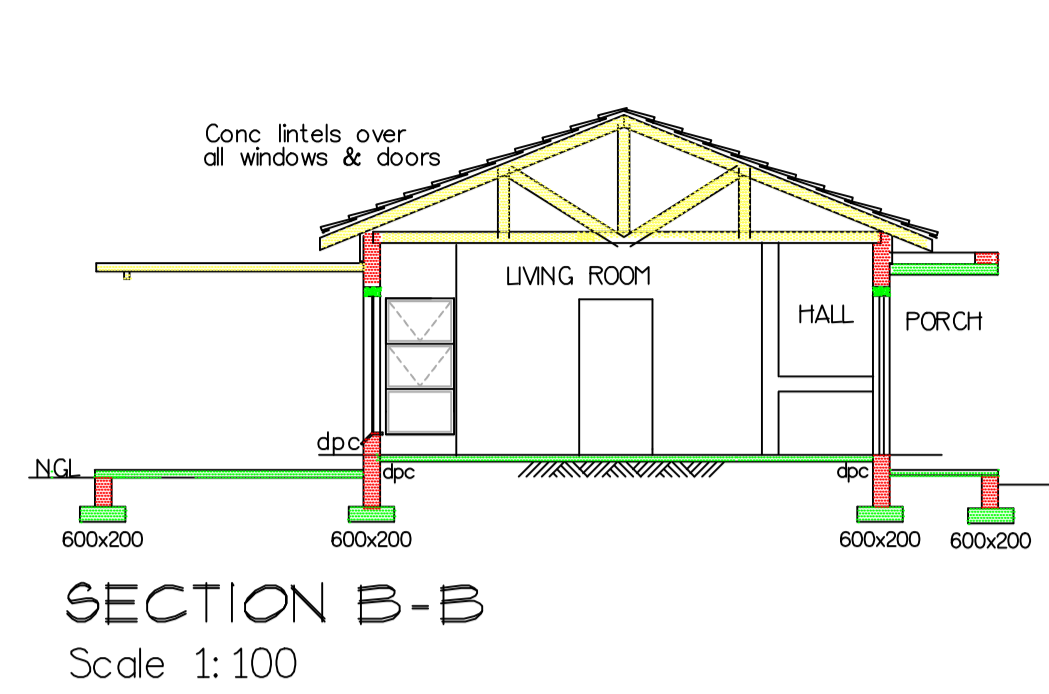 Conc lintels over
all windows & doors
LIVING ROOM
HALL
PORCH
dpc
NGL
dpc
dpc
600x200
600x200
600x200
600x200
SECTION B-B
Scale 1:100